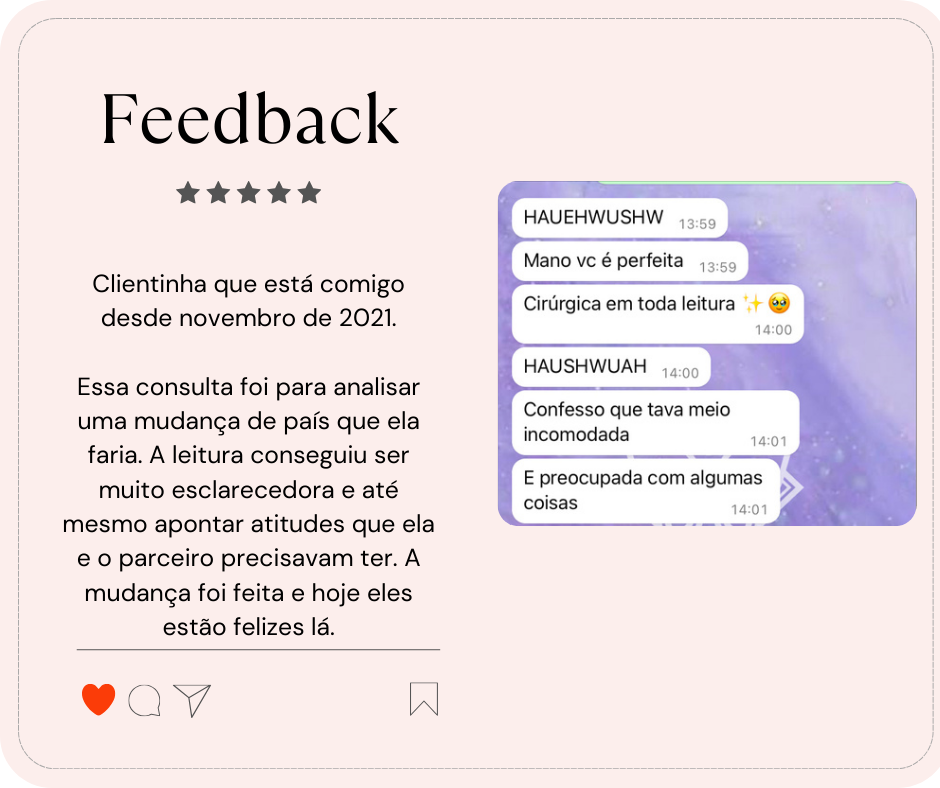 Feedback
Clientinha que está comigo
desde novembro de 2021.
Essa consulta foi para analisar
uma mudança de país que ela
faria. A leitura conseguiu ser
muito esclarecedora e até
mesmo apontar atitudes que ela
e o parceiro precisavam ter. A
mudança foi feita e hoje eles
estão felizes lá.
HAUEHWUSHW 13:59
Mano vc é perfeita 13:59
Cirúrgica em toda leitura ✨🥹
14:00
HAUSHWUAH 14:00
Confesso que tava meio
incomodada 14:01
E preocupada com algumas
coisas 14:01